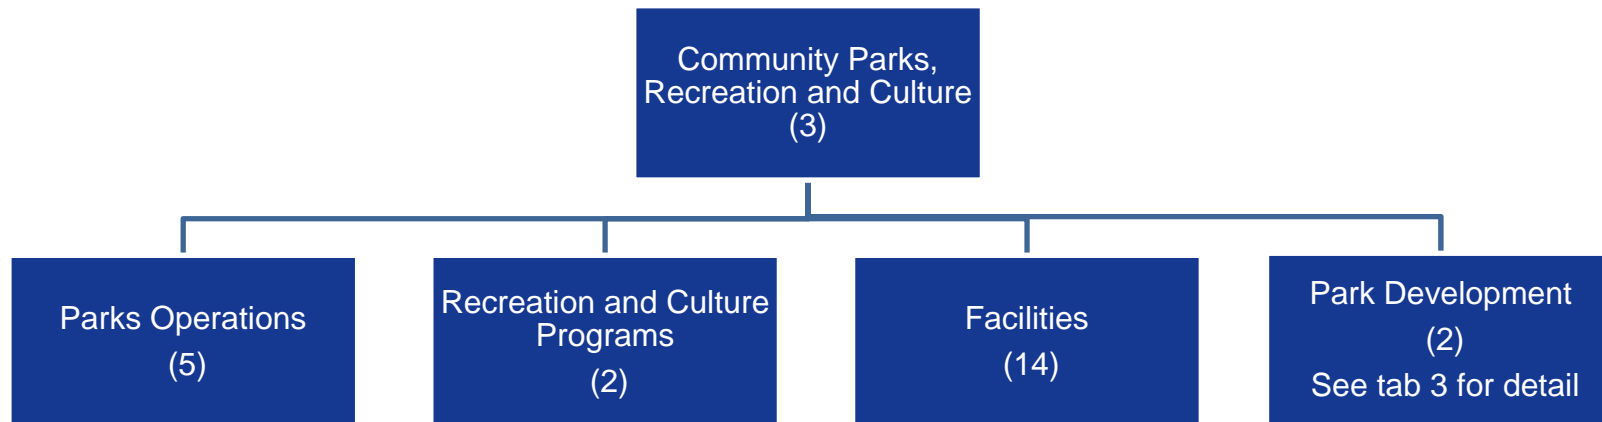 Community Parks,
Recreation and Culture
(3)
Parks Operations
(5)
Recreation and Culture
Programs
(2)
Facilities
(14)
Park Development
(2)
See tab 3 for detail